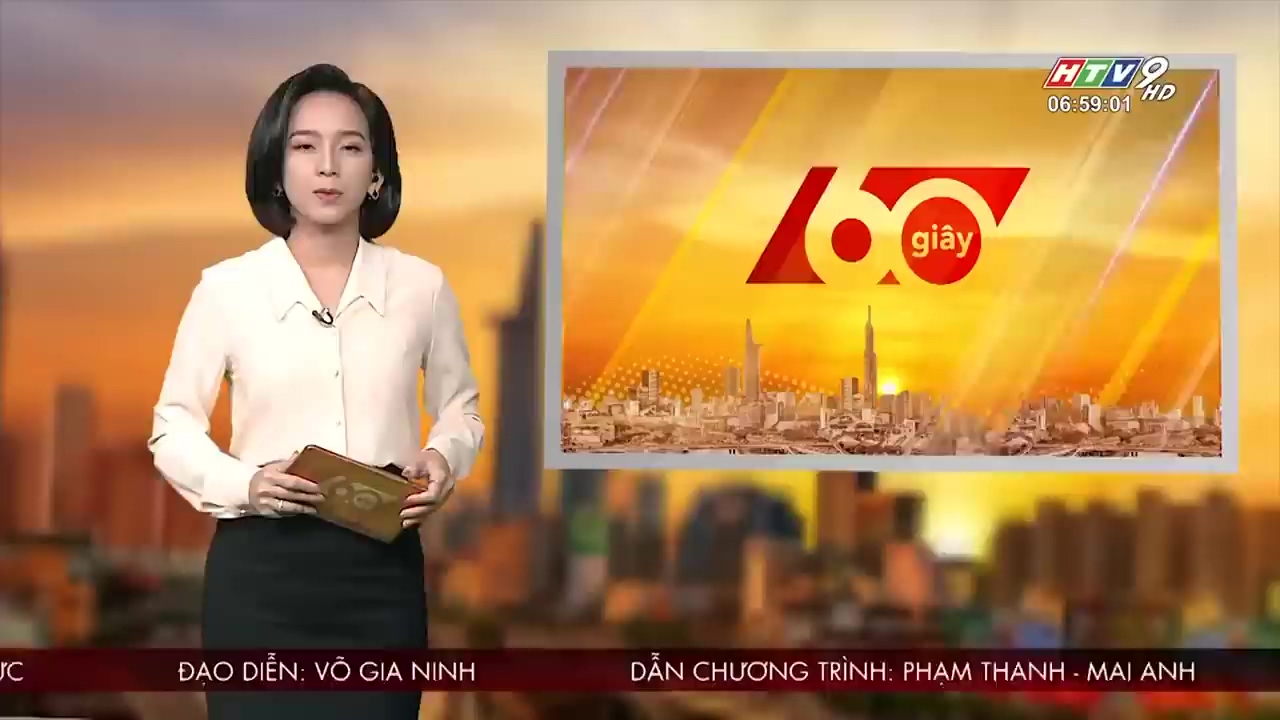 HTV9
HD
06:59:01
60
giây
60
ĐẠO DIỄN: VÕ GIA NINH
DẪN CHƯƠNG TRÌNH: PHẠM THANH - MAI ANH